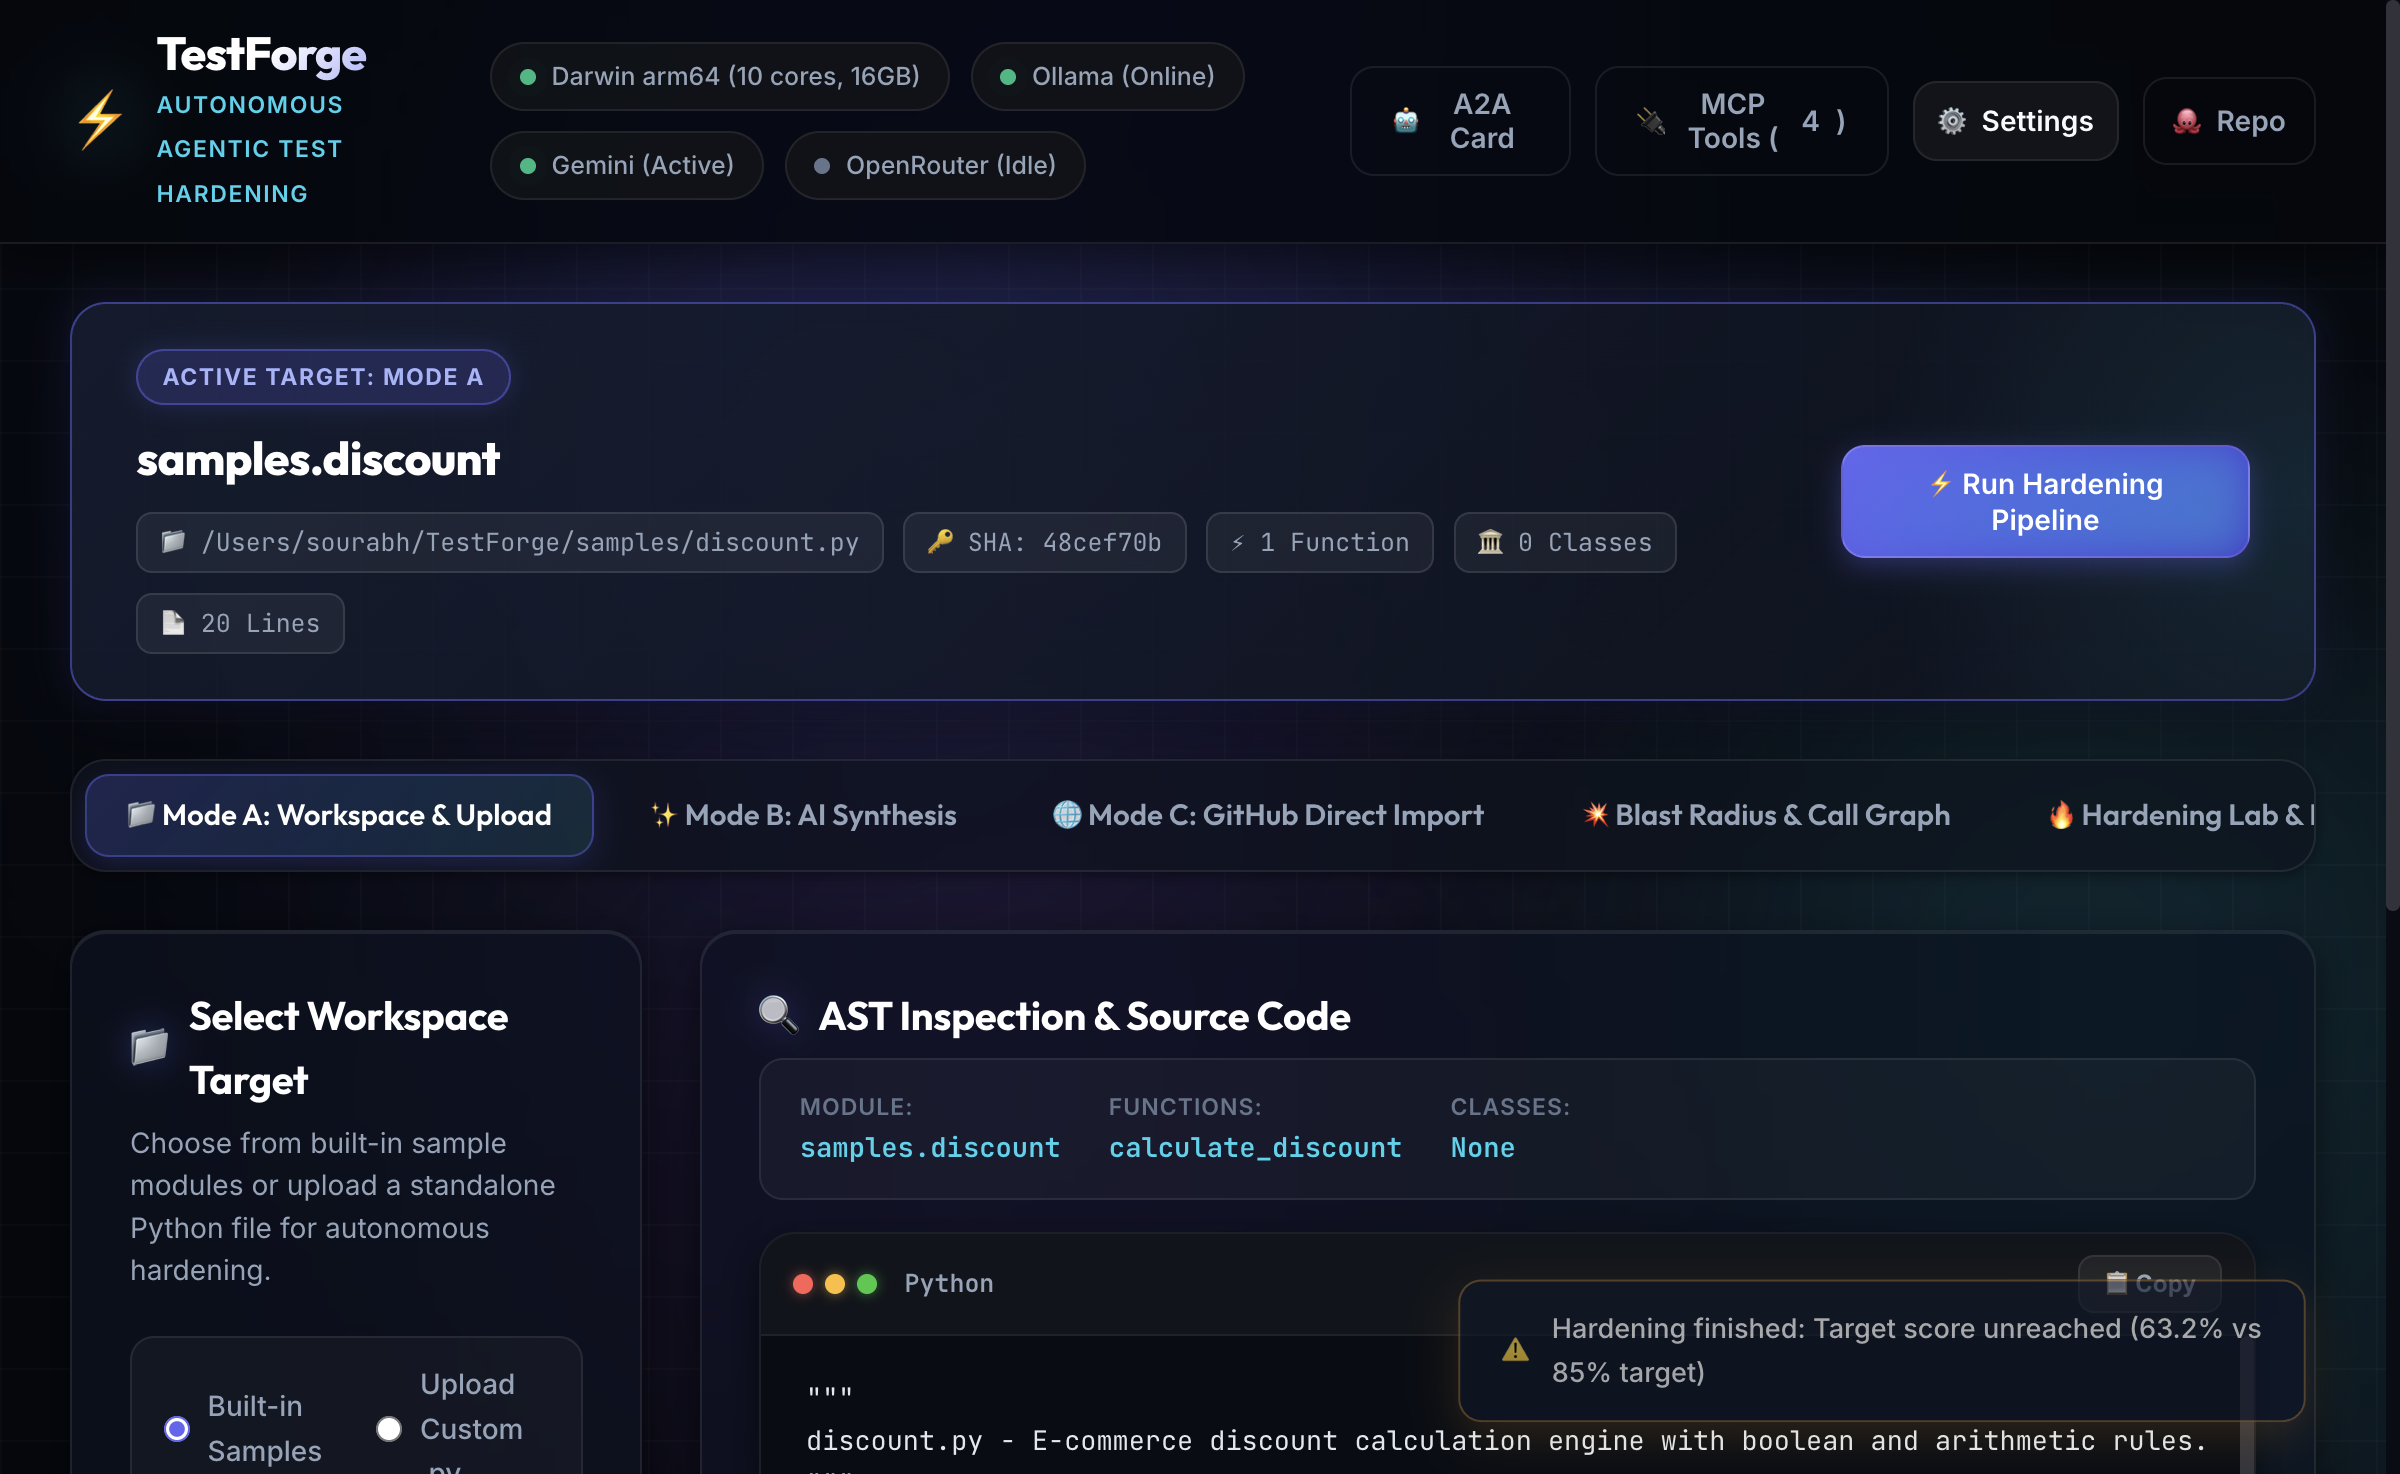 TestForge
AUTONOMOUS
AGENTIC TEST
HARDENING
Darwin arm64 (10 cores, 16GB)
Ollama (Online)
Gemini (Active)
OpenRouter (Idle)
A2A
Card
MCP
Tools ( 4 )
Settings
Repo
ACTIVE TARGET: MODE A
samples.discount
/Users/sourabh/TestForge/samples/discount.py
SHA: 48cef70b
1 Function
0 Classes
20 Lines
Run Hardening
Pipeline
Mode A: Workspace & Upload
Mode B: AI Synthesis
Mode C: GitHub Direct Import
Blast Radius & Call Graph
Hardening Lab &
Select Workspace
Target
Choose from built-in sample
modules or upload a standalone
Python file for autonomous
hardening.
Built-in
Samples
Upload
Custom
.py
AST Inspection & Source Code
MODULE:
samples.discount
FUNCTIONS:
calculate_discount
CLASSES:
None
Python
Copy
Hardening finished: Target score unreached (63.2% vs
85% target)
"""
discount.py - E-commerce discount calculation engine with boolean and arithmetic rules.
"""